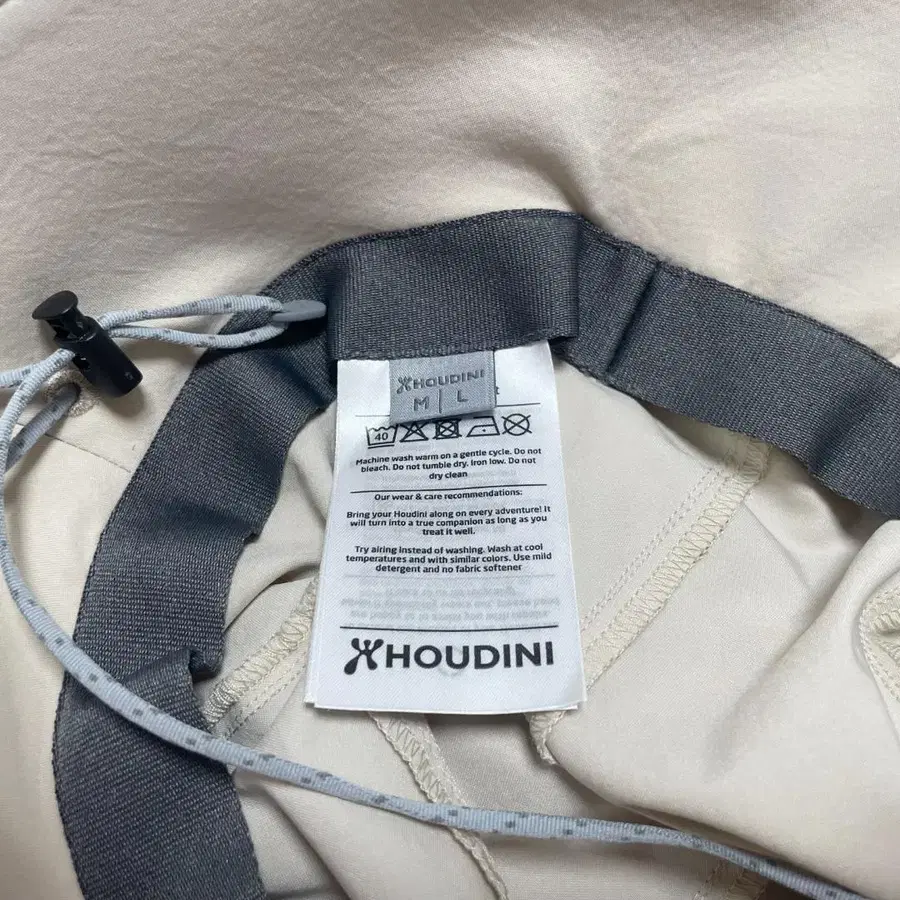 HOUDINI
M | L
40
Machine wash warm on a gentle cycle. Do not
bleach. Do not tumble dry. Iron low. Do not
dry clean
Our wear & care recommendations:
Bring your Houdini along on every adventure! It
will turn into a true companion as long as you
treat it well.
Try airing instead of washing. Wash at cool
temperatures and with similar colors. Use mild
detergent and no fabric softener
HOUDINI